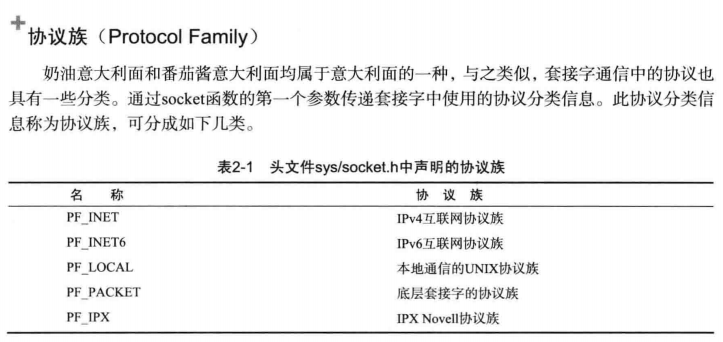 协议族（Protocol Family）
奶油意大利面和番茄酱意大利面均属于意大利面的一种，与之类似，套接字通信中的协议也
具有一些分类。通过socket函数的第一个参数传递套接字中使用的协议分类信息。此协议分类信
息称为协议族，可分成如下几类。
表2-1 头文件sys/socket.h中声明的协议族
名 称 协 议 族
PF_INET IPv4互联网协议族
PF_INET6 IPv6互联网协议族
PF_LOCAL 本地通信的UNIX协议族
PF_PACKET 底层套接字的协议族
PF_IPX IPX Novell协议族